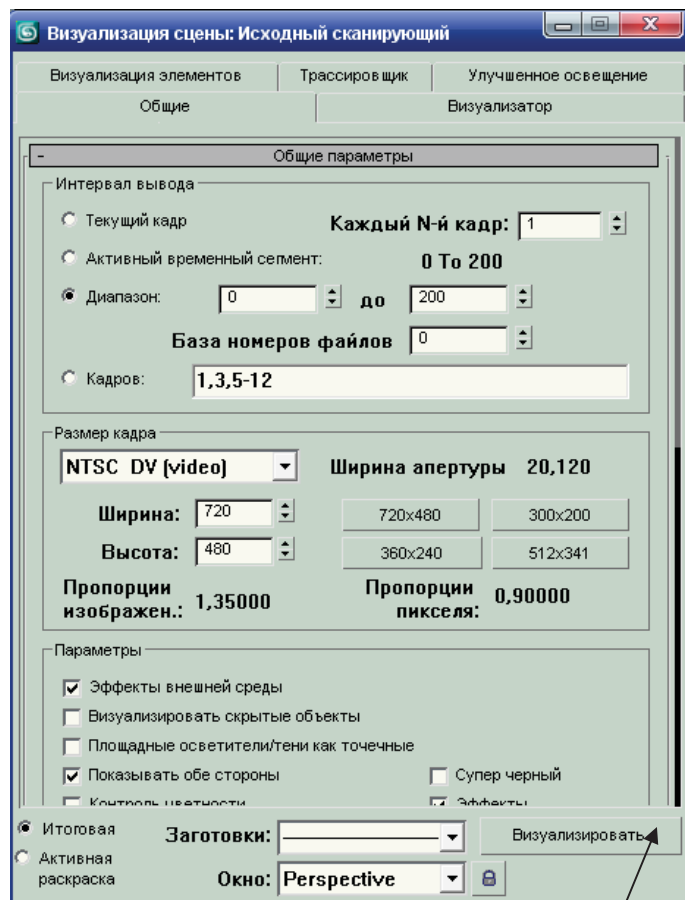 Визуализация сцены: Исходный сканирующий
Визуализация элементов Трассировщик Улучшенное освещение
Общие Визуализатор
- Общие параметры
Интервал вывода
Текущий кадр Каждый N-й кадр: 1
Активный временный сегмент: 0 To 200
Диапазон: 0 до 200
База номеров файлов 0
Кадров: 1,3,5-12
Размер кадра
NTSC DV (video) Ширина апертуры 20,120
Ширина: 720 720x480 300x200
Высота: 480 360x240 512x341
Пропорции изображен.: 1,35000 Пропорции пикселя: 0,90000
Параметры
Эффекты внешней среды
Визуализировать скрытые объекты
Площадные осветители/тени как точечные
Показывать обе стороны Супер черный
Контроль цветности Эффекты
Итоговая Заготовки: Визуализировать
Активная раскраска Окно: Perspective